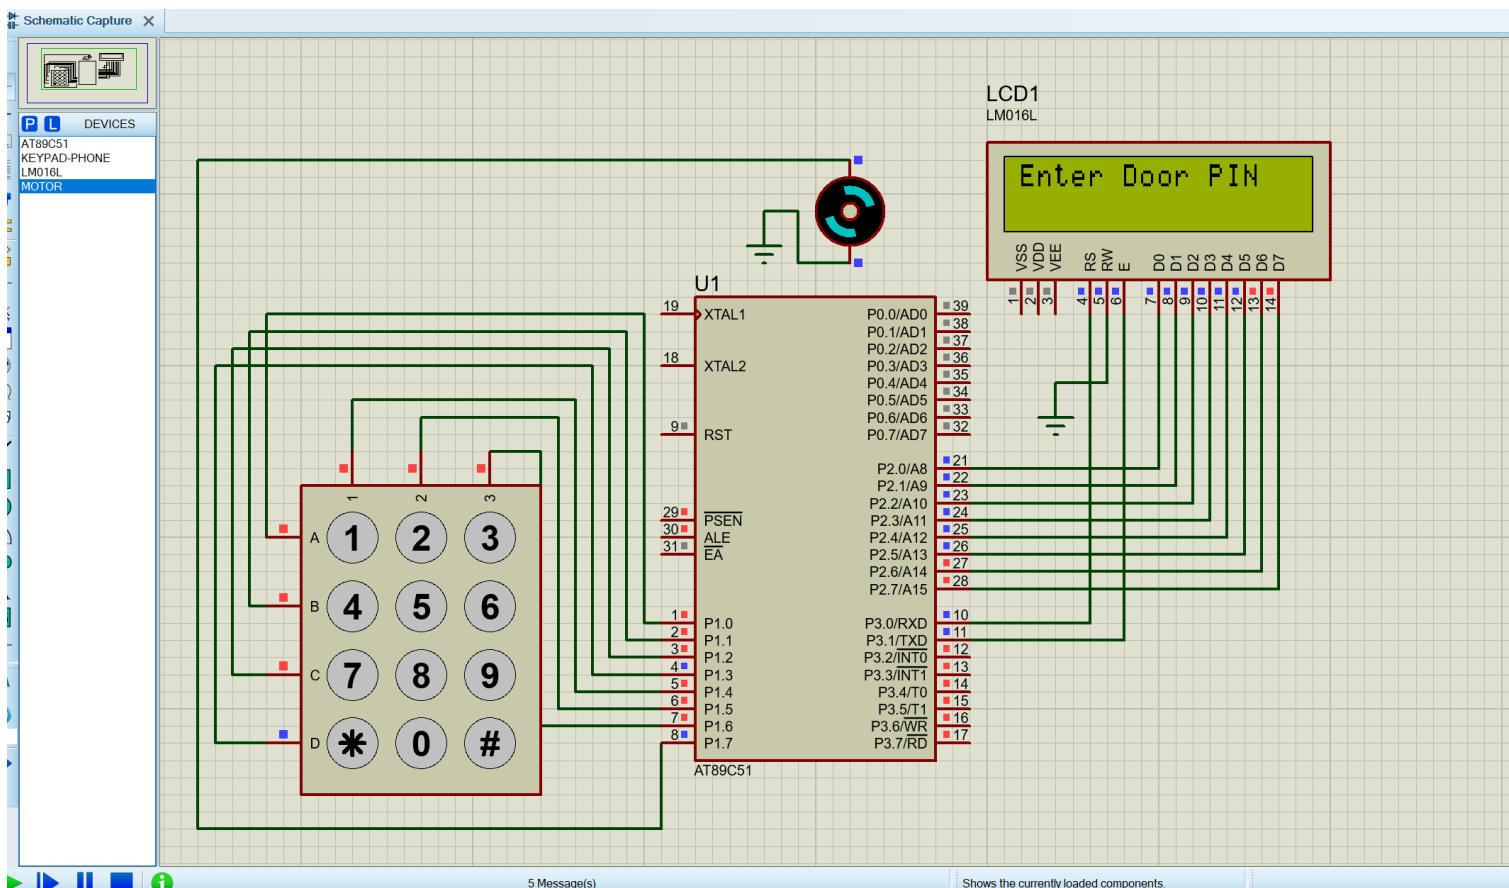 Schematic Capture
P L DEVICES
AT89C51
KEYPAD-PHONE
LM016L
MOTOR
LCD1
LM016L
Enter Door PIN
VSS
VDD
VEE
RS
RW
E
D0
D1
D2
D3
D4
D5
D6
D7
1
2
3
4
5
6
7
8
9
10
11
12
13
14
U1
19 XTAL1
18 XTAL2
9 RST
29 PSEN
30 ALE
31 EA
1 P1.0
2 P1.1
3 P1.2
4 P1.3
5 P1.4
6 P1.5
7 P1.6
8 P1.7
P0.0/AD0 39
P0.1/AD1 38
P0.2/AD2 37
P0.3/AD3 36
P0.4/AD4 35
P0.5/AD5 34
P0.6/AD6 33
P0.7/AD7 32
P2.0/A8 21
P2.1/A9 22
P2.2/A10 23
P2.3/A11 24
P2.4/A12 25
P2.5/A13 26
P2.6/A14 27
P2.7/A15 28
P3.0/RXD 10
P3.1/TXD 11
P3.2/INT0 12
P3.3/INT1 13
P3.4/T0 14
P3.5/T1 15
P3.6/WR 16
P3.7/RD 17
AT89C51
1 2 3
A 1 2 3
B 4 5 6
C 7 8 9
D * 0 #
5 Message(s)
Shows the currently loaded components.